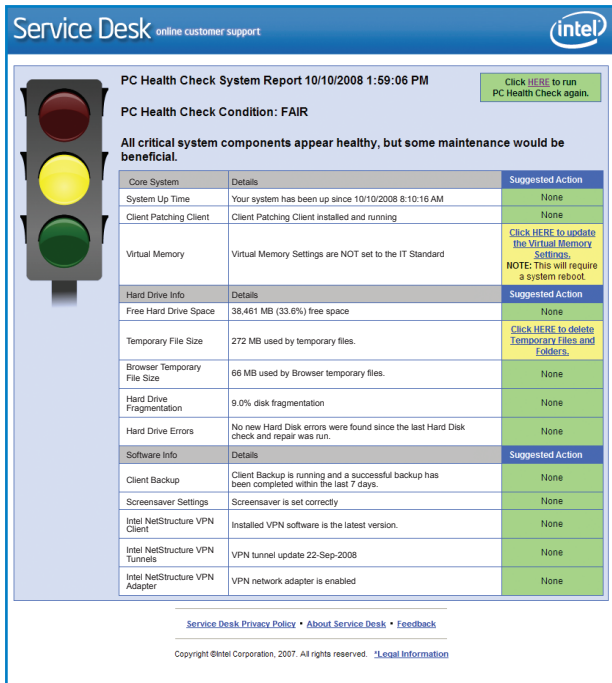 Service Desk online customer support
intel
PC Health Check System Report 10/10/2008 1:59:06 PM
Click HERE to run
PC Health Check again.
PC Health Check Condition: FAIR
All critical system components appear healthy, but some maintenance would be
beneficial.
Core System Details Suggested Action
System Up Time Your system has been up since 10/10/2008 8:10:16 AM None
Client Patching Client Client Patching Client installed and running None
Virtual Memory Virtual Memory Settings are NOT set to the IT Standard
Click HERE to update
the Virtual Memory
Settings.
NOTE: This will require
a system reboot.
Hard Drive Info Details Suggested Action
Free Hard Drive Space 38,461 MB (33.6%) free space None
Temporary File Size 272 MB used by temporary files.
Click HERE to delete
Temporary Files and
Folders.
Browser Temporary
File Size
66 MB used by Browser temporary files. None
Hard Drive
Fragmentation
9.0% disk fragmentation None
Hard Drive Errors
No new Hard Disk errors were found since the last Hard Disk
check and repair was run.
None
Software Info Details Suggested Action
Client Backup
Client Backup is running and a successful backup has
been completed within the last 7 days.
None
Screensaver Settings Screensaver is set correctly None
Intel NetStructure VPN
Client
Installed VPN software is the latest version. None
Intel NetStructure VPN
Tunnels
VPN tunnel update 22-Sep-2008 None
Intel NetStructure VPN
Adapter
VPN network adapter is enabled None
Service Desk Privacy Policy • About Service Desk • Feedback
Copyright ©Intel Corporation, 2007. All rights reserved. *Legal Information